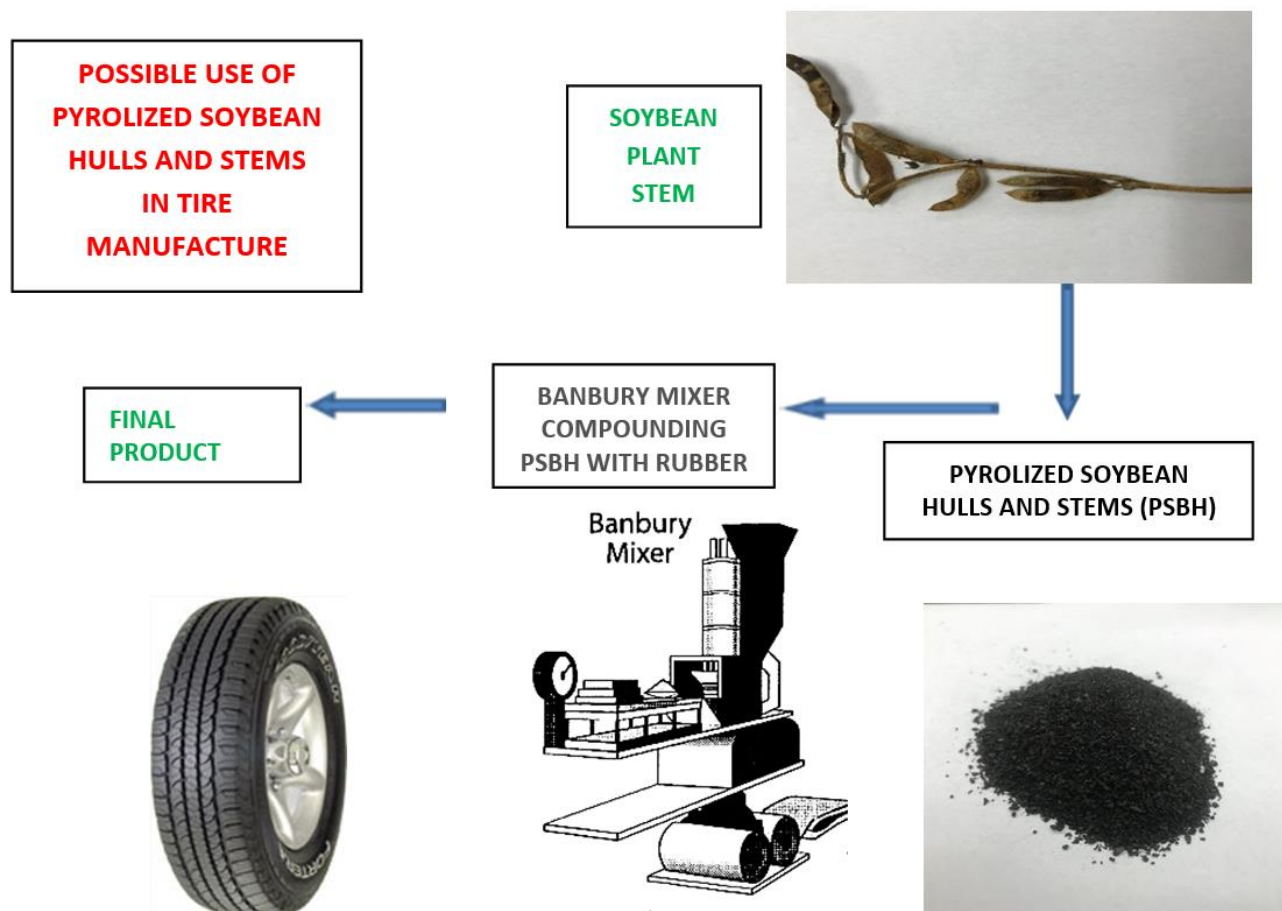 POSSIBLE USE OF
PYROLIZED SOYBEAN
HULLS AND STEMS
IN TIRE
MANUFACTURE
SOYBEAN
PLANT
STEM
FINAL
PRODUCT
BANBURY MIXER
COMPOUNDING
PSBH WITH RUBBER
PYROLIZED SOYBEAN
HULLS AND STEMS (PSBH)
Banbury
Mixer